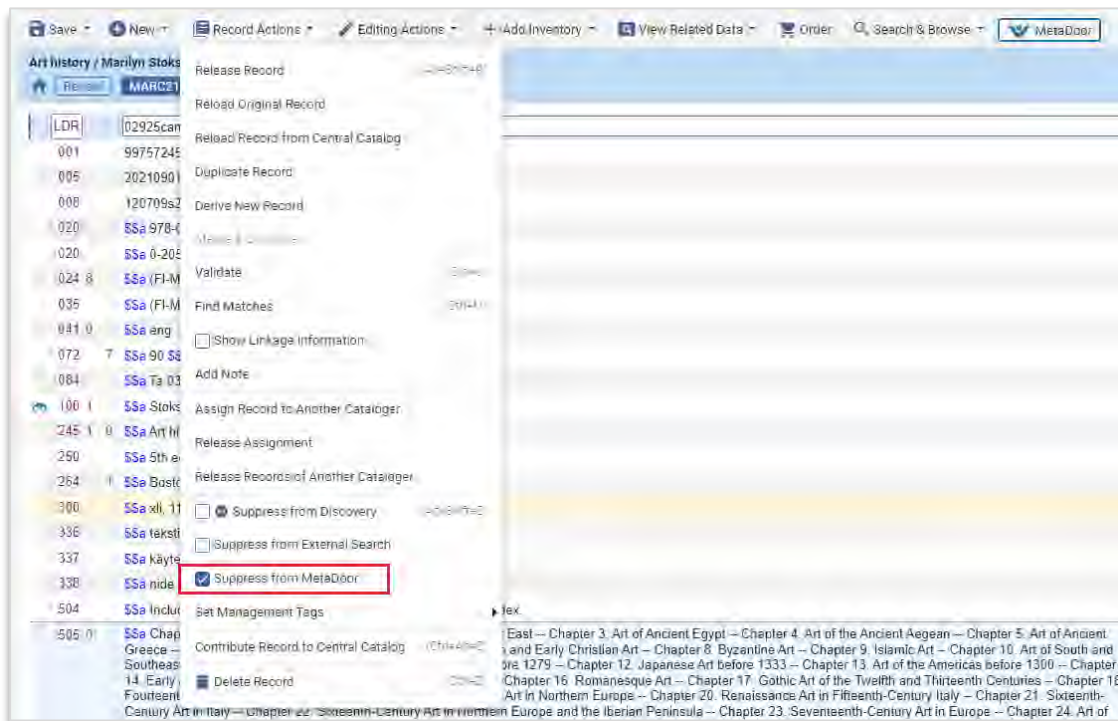 Save New Record Actions Editing Actions Add Inventory View Related Data Order Search & Browse MetaDoor
Art history / Marilyn Stoks
MARC21
Release Record
Reload Original Record
LDR 02925cam
Reload Record from Central Catalog
001 99757245
Duplicate Record
005 2021090
Derive New Record
008 120709s2
020 $$a 978-0
020 $$a 0-205
Validate
024 8 $$a (FI-M
035 $$a (FI-M
Find Matches
041 0 $$a eng
Show Linkage Information
072 7 $$a 90 $$
Add Note
084 $$a Ta 03
Assign Record to Another Cataloger
100 1 $$a Stoks
245 1 0 $$a Art hi
Release Assignment
250 $$a 5th e
264 1 $$a Bosto
Release Records of Another Cataloger
300 $$a xli, 11
Suppress from Discovery
336 $$a teksti
Suppress from External Search
337 $$a käyte
338 $$a nide
Suppress from MetaDoor
504 $$a Includ
Set Management Tags
dex.
505 0 $$a Chap
East -- Chapter 3. Art of Ancient Egypt -- Chapter 4. Art of the Ancient Aegean -- Chapter 5. Art of Ancient
Greece --
Contribute Record to Central Catalog
and Early Christian Art -- Chapter 8. Byzantine Art -- Chapter 9. Islamic Art -- Chapter 10. Art of South and
Southeas
ore 1279 -- Chapter 12. Japanese Art before 1333 -- Chapter 13. Art of the Americas before 1300 -- Chapter
14. Early
Delete Record
Chapter 16. Romanesque Art -- Chapter 17. Gothic Art of the Twelfth and Thirteenth Centuries -- Chapter 18
Fourteent
Art in Northern Europe -- Chapter 20. Renaissance Art in Fifteenth-Century Italy -- Chapter 21. Sixteenth-
Century Art in Italy -- Chapter 22. Sixteenth-Century Art in Northern Europe and the Iberian Peninsula -- Chapter 23. Seventeenth-Century Art in Europe -- Chapter 24. Art of